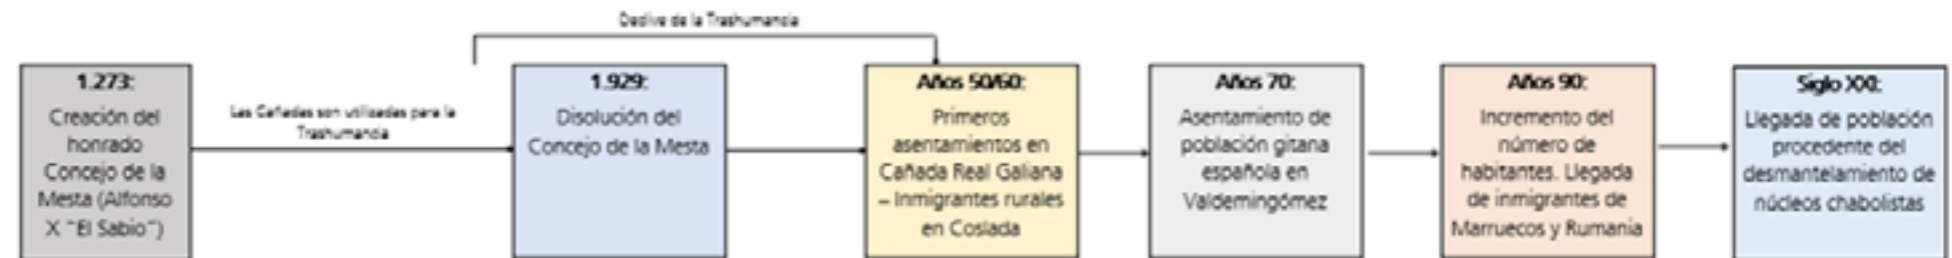 Declive de la Trashumancia
1.273:
Creación del
honrado
Concejo de la
Mesta (Alfonso
X "El Sabio")
Las Cañadas son utilizadas para la
Trashumancia
1.929:
Disolución del
Concejo de la Mesta
Años 50/60:
Primeros
asentamientos en
Cañada Real Galiana
– Inmigrantes rurales
en Coslada
Años 70:
Asentamiento de
población gitana
española en
Valdemingómez
Años 90:
Incremento del
número de
habitantes. Llegada
de inmigrantes de
Marruecos y Rumania
Siglo XXI:
Llegada de población
procedente del
desmantelamiento de
núcleos chabolistas